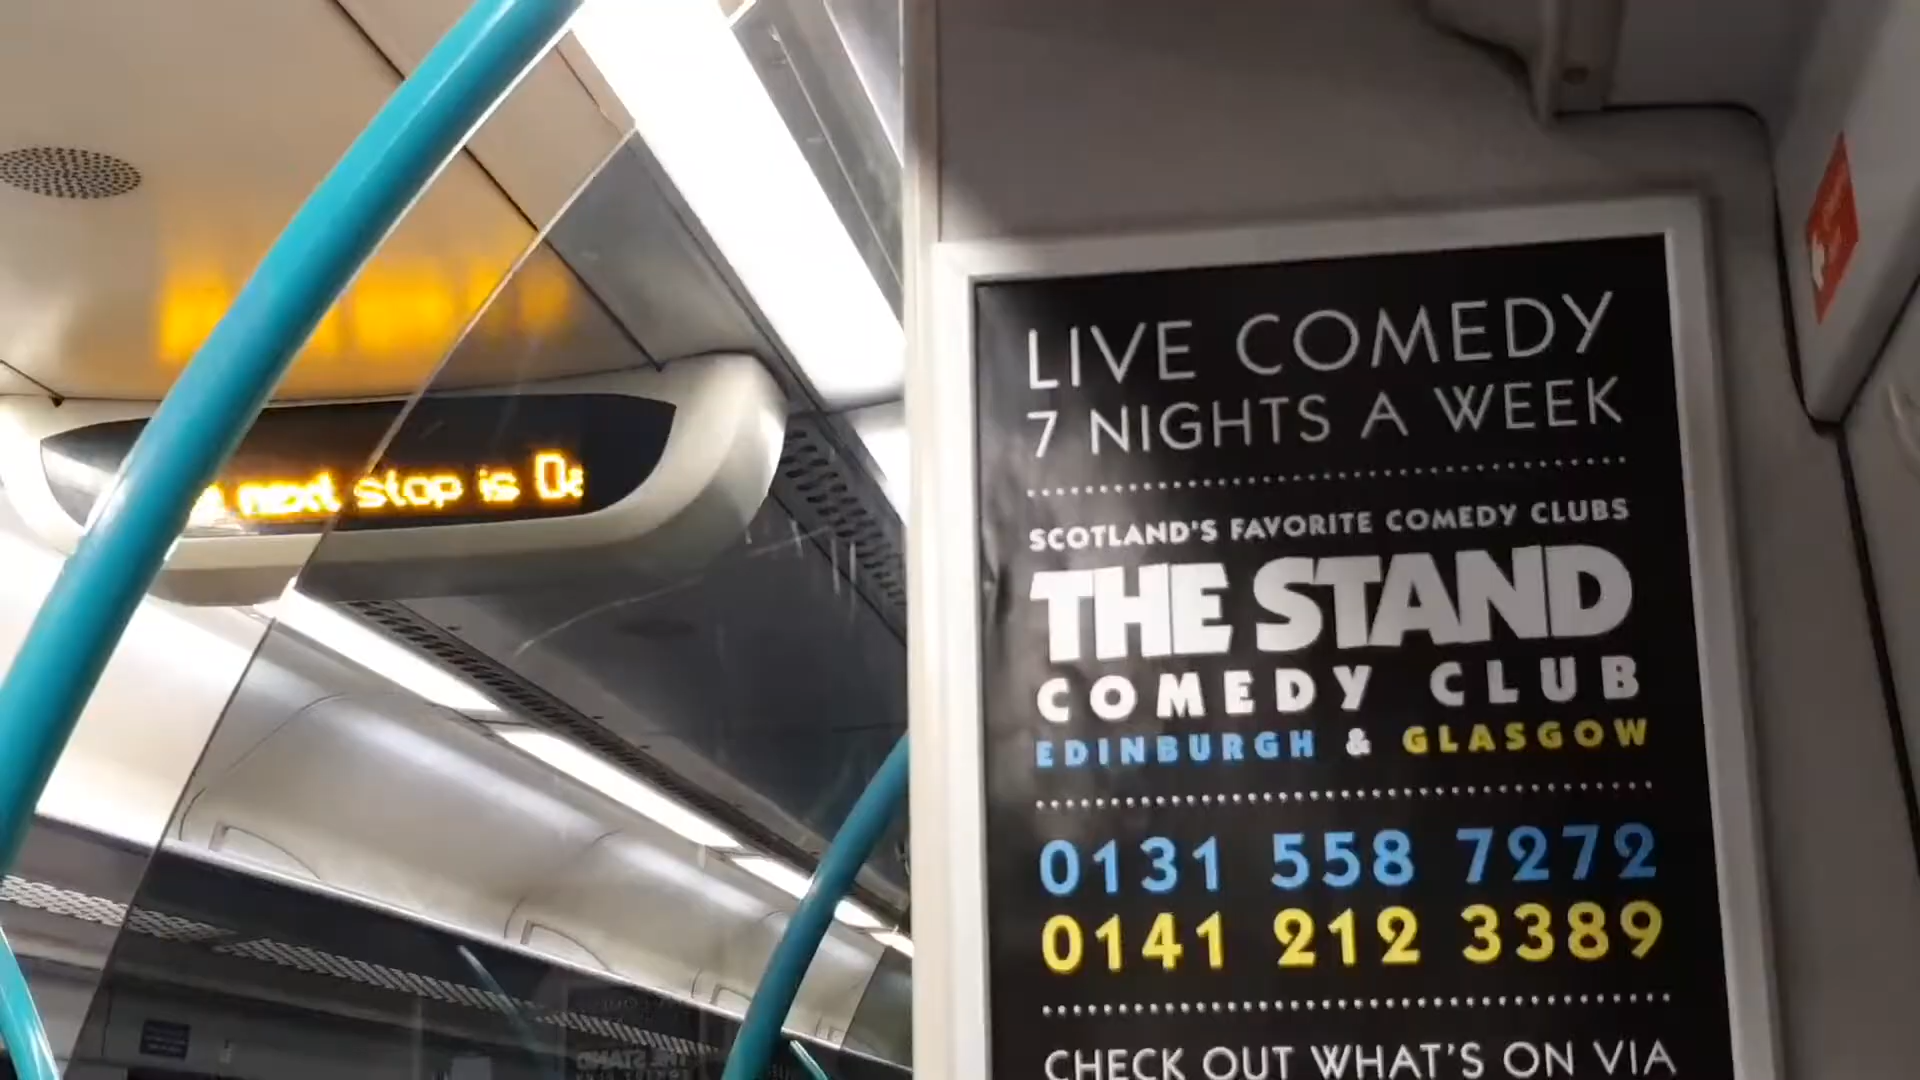 next stop is
LIVE COMEDY
7 NIGHTS A WEEK
SCOTLAND'S FAVORITE COMEDY CLUBS
THE STAND
COMEDY CLUB
EDINBURGH & GLASGOW
0131 558 7272
0141 212 3389
CHECK OUT WHAT'S ON VIA